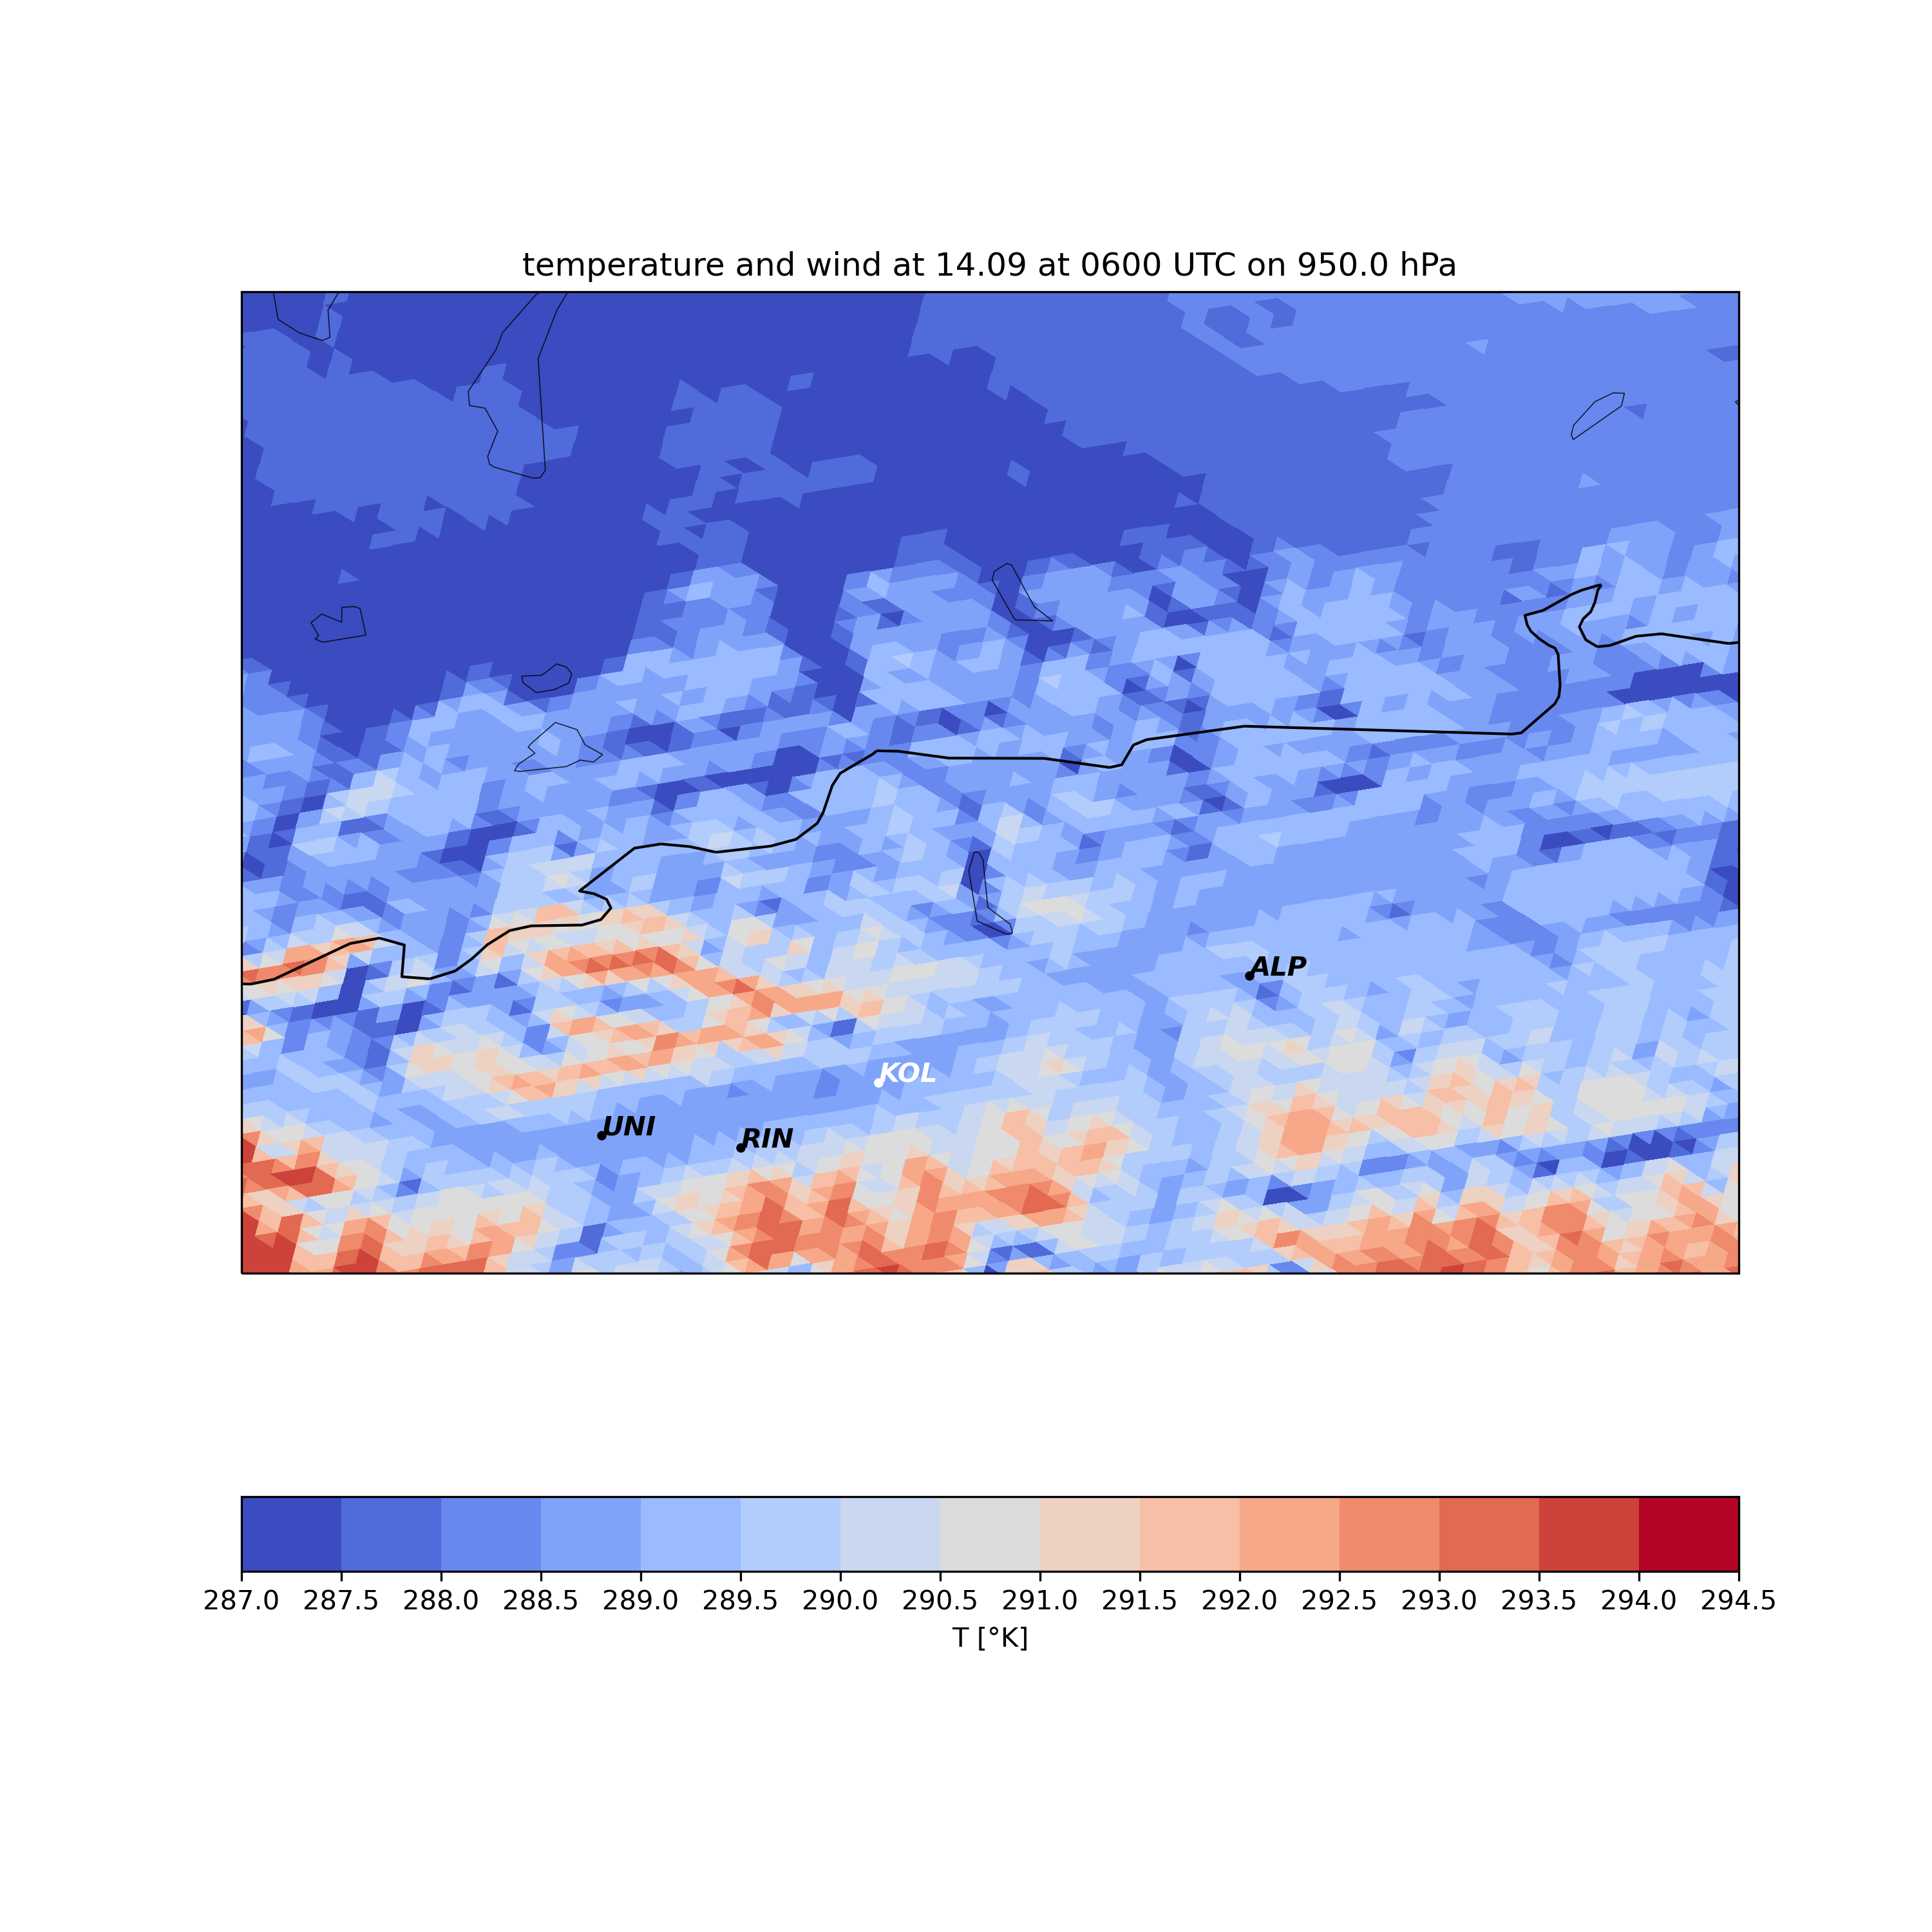 temperature and wind at 14.09 at 0600 UTC on 950.0 hPa
ALP
KOL
UNI
RIN
287.0 287.5 288.0 288.5 289.0 289.5 290.0 290.5 291.0 291.5 292.0 292.5 293.0 293.5 294.0 294.5
T [°K]